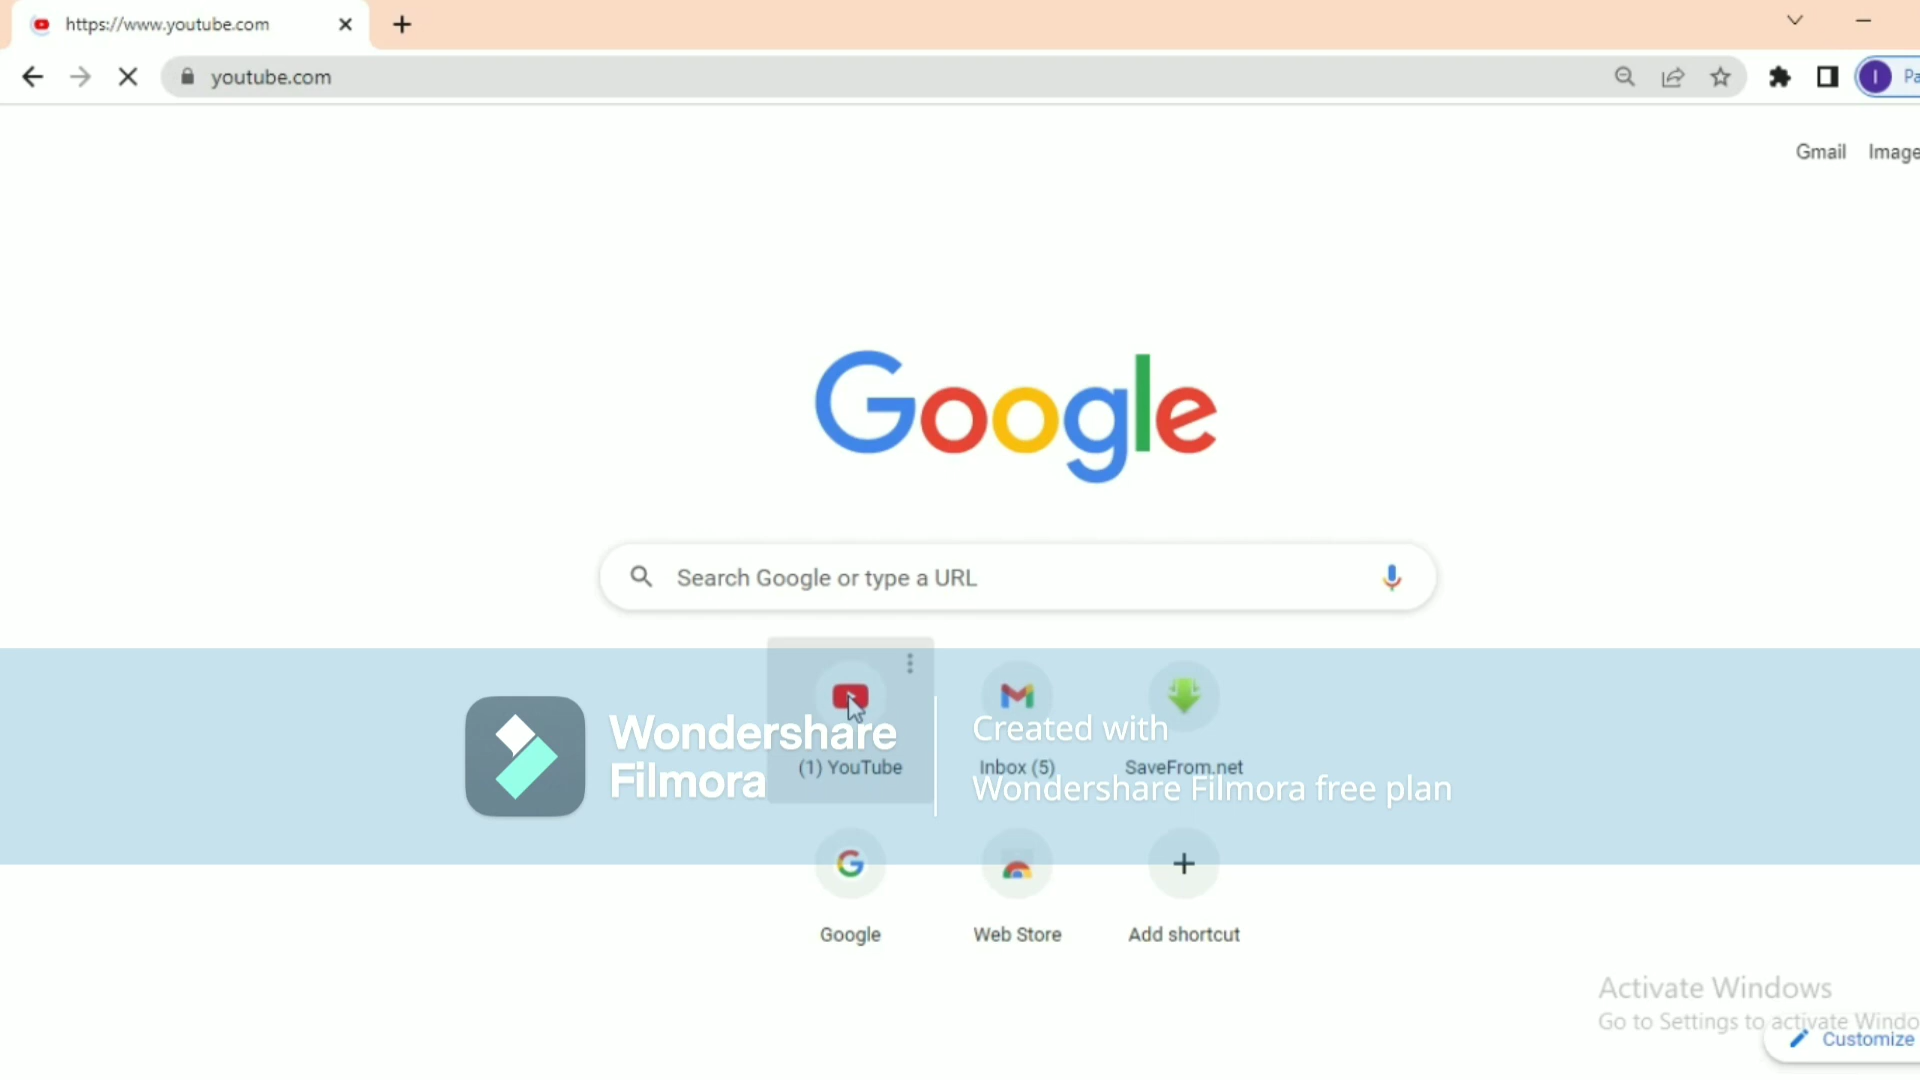 https://www.youtube.com
youtube.com
I
Pa
Gmail
Image
Google
Search Google or type a URL
Wondershare
Filmora
Created with
Wondershare Filmora free plan
(1) YouTube
Inbox (5)
SaveFrom.net
Google
Web Store
Add shortcut
Activate Windows
Go to Settings to activate Windo
Customize